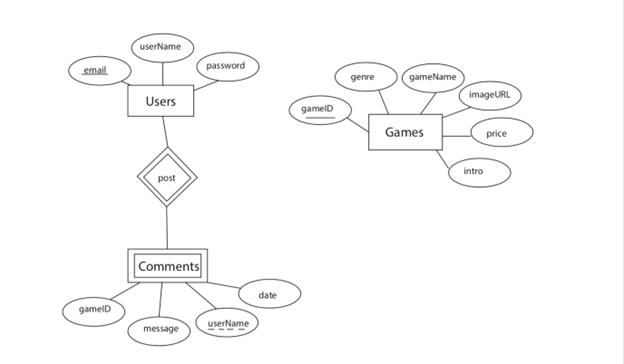 userName
email
password
Users
post
Comments
gameID
message
userName
date
genre
gameName
imageURL
gameID
Games
price
intro